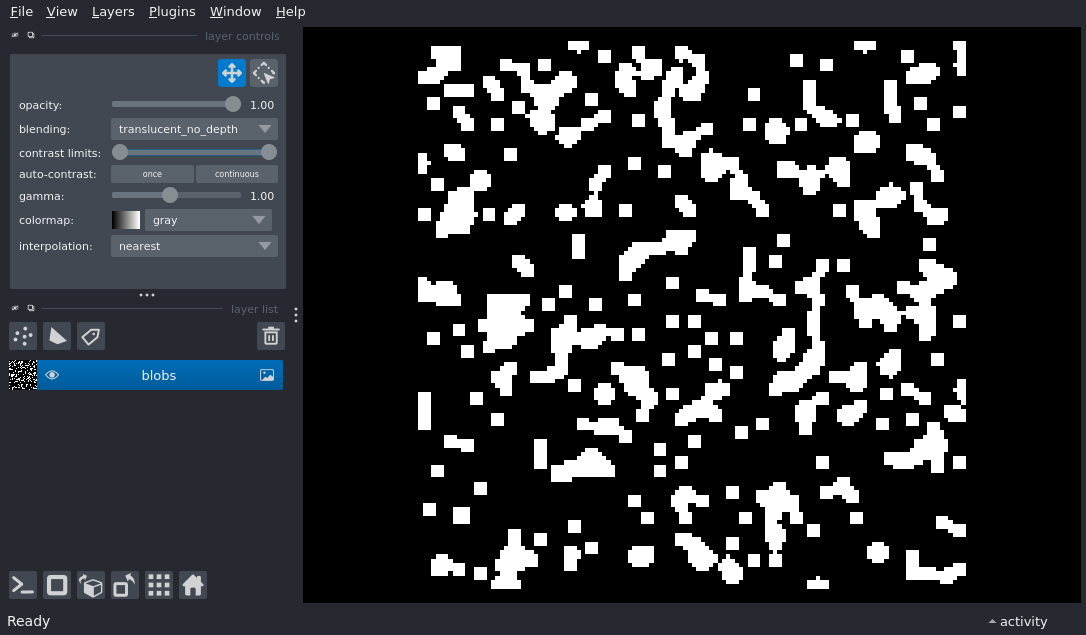 File View Layers Plugins Window Help
layer controls
opacity: 1.00
blending: translucent_no_depth
contrast limits:
auto-contrast: once continuous
gamma: 1.00
colormap: gray
interpolation: nearest
layer list
blobs
Ready
activity